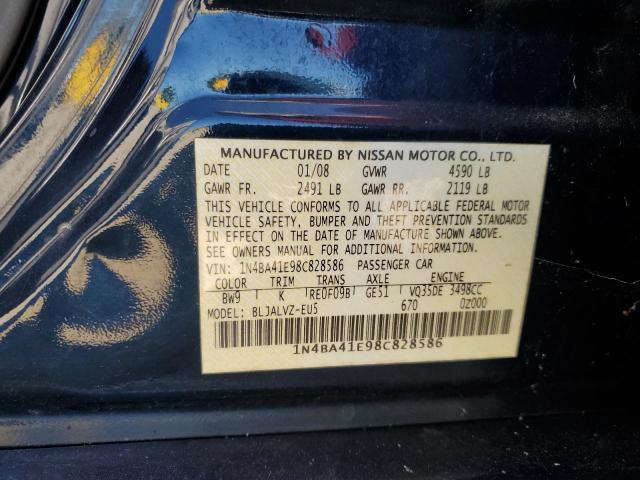 MANUFACTURED BY NISSAN MOTOR CO., LTD.
DATE 01/08 GVWR 4590 LB
GAWR FR. 2491 LB GAWR RR. 2119 LB
THIS VEHICLE CONFORMS TO ALL APPLICABLE FEDERAL MOTOR
VEHICLE SAFETY, BUMPER AND THEFT PREVENTION STANDARDS
IN EFFECT ON THE DATE OF MANUFACTURE SHOWN ABOVE.
SEE OWNERS MANUAL FOR ADDITIONAL INFORMATION.
VIN: 1N4BA41E98C828586 PASSENGER CAR
COLOR TRIM TRANS AXLE ENGINE
BW9 K RE0F09B GE51 VQ35DE 3498CC
MODEL: BLJALVZ-EU5 670 0Z000
1N4BA41E98C828586